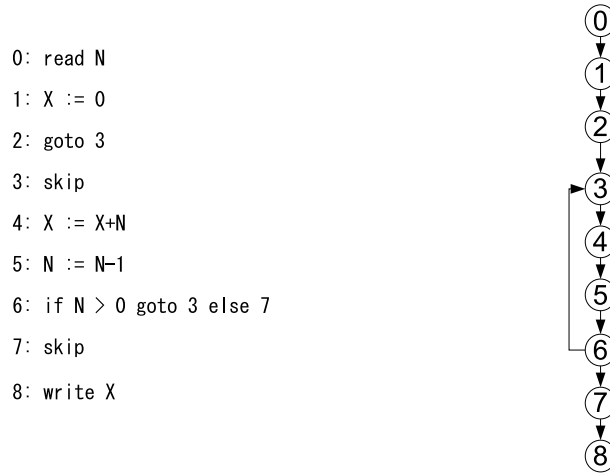 0: read N
1: X := 0
2: goto 3
3: skip
4: X := X+N
5: N := N-1
6: if N > 0 goto 3 else 7
7: skip
8: write X
0
1
2
3
4
5
6
7
8